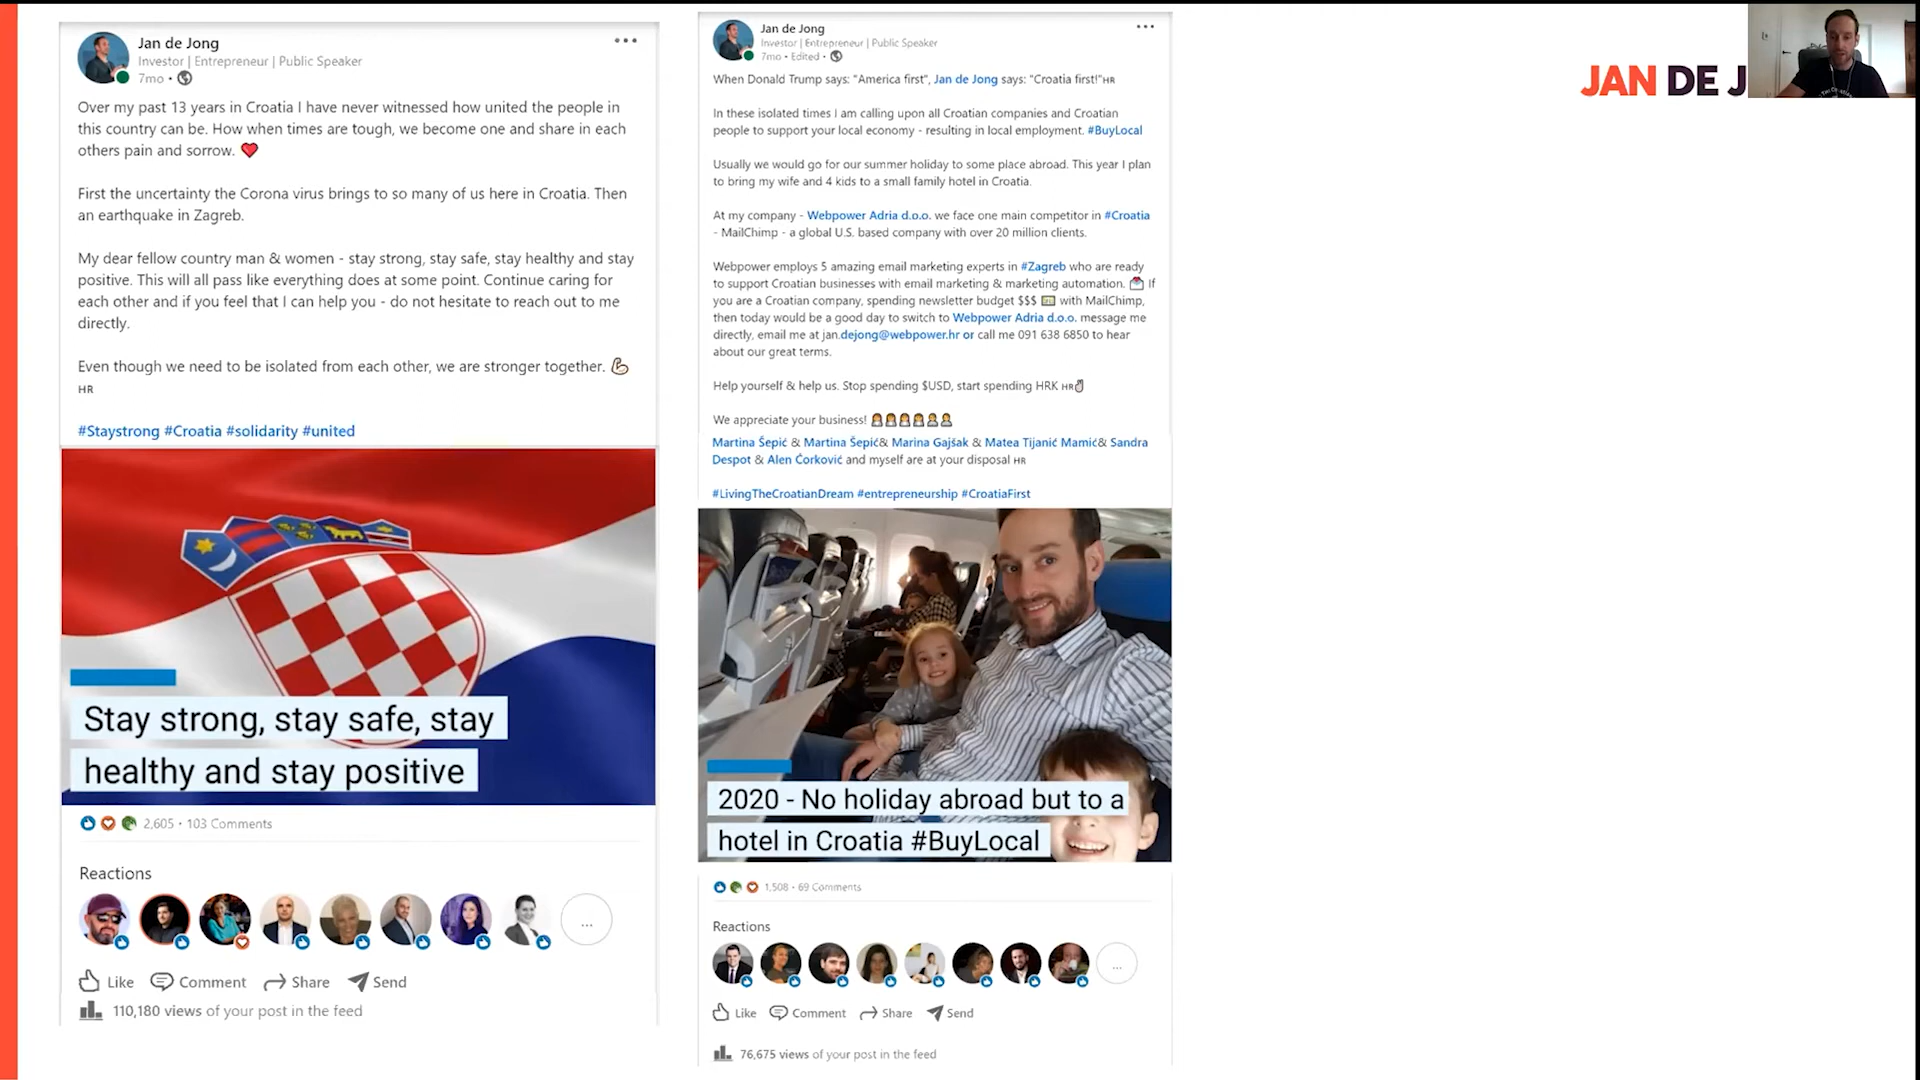 Jan de Jong
Investor | Entrepreneur | Public Speaker
7mo •
Over my past 13 years in Croatia I have never witnessed how united the people in
this country can be. How when times are tough, we become one and share in each
others pain and sorrow. ❤️
First the uncertainty the Corona virus brings to so many of us here in Croatia. Then
an earthquake in Zagreb.
My dear fellow country man & women - stay strong, stay safe, stay healthy and stay
positive. This will all pass like everything does at some point. Continue caring for
each other and if you feel that I can help you - do not hesitate to reach out to me
directly.
Even though we need to be isolated from each other, we are stronger together. 💪
HR
#Staystrong #Croatia #solidarity #united
Stay strong, stay safe, stay
healthy and stay positive
2,605 • 103 Comments
Reactions
...
Like Comment Share Send
110,180 views of your post in the feed
Jan de Jong
Investor | Entrepreneur | Public Speaker
7mo • Edited •
When Donald Trump says: "America first", Jan de Jong says: "Croatia first!"HR
In these isolated times I am calling upon all Croatian companies and Croatian
people to support your local economy - resulting in local employment. #BuyLocal
Usually we would go for our summer holiday to some place abroad. This year I plan
to bring my wife and 4 kids to a small family hotel in Croatia.
At my company - Webpower Adria d.o.o. we face one main competitor in #Croatia
- MailChimp - a global U.S. based company with over 20 million clients.
Webpower employs 5 amazing email marketing experts in #Zagreb who are ready
to support Croatian businesses with email marketing & marketing automation. 📩 If
you are a Croatian company, spending newsletter budget $$$ 💵 with MailChimp,
then today would be a good day to switch to Webpower Adria d.o.o. message me
directly, email me at jan.dejong@webpower.hr or call me 091 638 6850 to hear
about our great terms.
Help yourself & help us. Stop spending $USD, start spending HRK HR
We appreciate your business!
Martina Šepić & Martina Šepić& Marina Gajšak & Matea Tijanić Mamić& Sandra
Despot & Alen Ćorković and myself are at your disposal HR
#LivingTheCroatianDream #entrepreneurship #CroatiaFirst
2020 - No holiday abroad but to a
hotel in Croatia #BuyLocal
1,508 • 69 Comments
Reactions
...
Like Comment Share Send
76,675 views of your post in the feed
JAN DE J